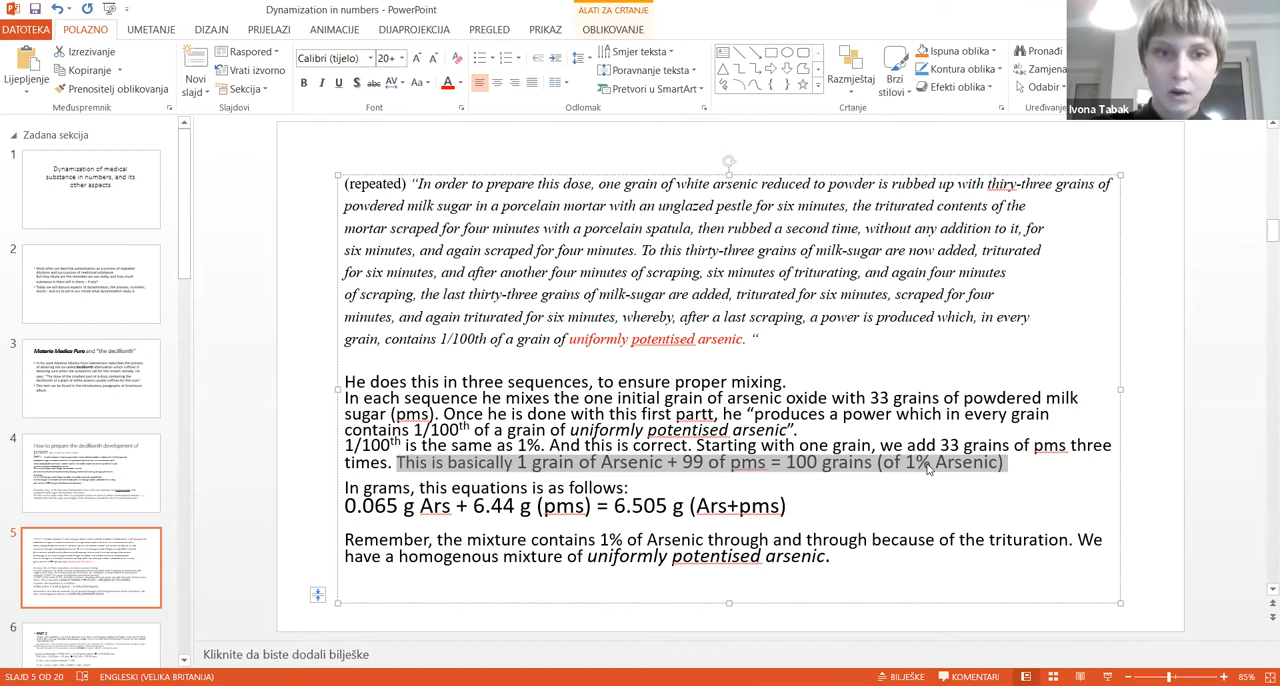 Dynamization in numbers - PowerPoint
ALATI ZA CRTANJE
DATOTEKA POLAZNO UMETANJE DIZAJN PRIJELAZI ANIMACIJE DIJAPROJEKCIJA PREGLED PRIKAZ OBLIKOVANJE
Lijepljenje
Izrezivanje
Kopiranje
Prenositelj oblikovanja
Međuspremnik
Novi slajd
Raspored
Vrati izvorno
Sekcija
Slajdovi
Calibri (tijelo) 20+
B I U S abc AV Aa A
Font
Smjer teksta
Poravnanje teksta
Pretvori u SmartArt
Odlomak
Razmještaj
Brzi stilovi
Ispuna oblika
Kontura oblika
Efekti oblika
Crtanje
Pronađi
Zamjena
Odabir
Uređivanje
Ivona Tabak
Zadana sekcija
1
Dynamization of medical
substance in numbers, and its
other aspects
2
3
Materia Medica Pura and "the decillionth"
4
How to prepare the decillionth development of
power
5
6
PART 2
(repeated) "In order to prepare this dose, one grain of white arsenic reduced to powder is rubbed up with thiry-three grains of
powdered milk sugar in a porcelain mortar with an unglazed pestle for six minutes, the triturated contents of the
mortar scraped for four minutes with a porcelain spatula, then rubbed a second time, without any addition to it, for
six minutes, and again scraped for four minutes. To this thirty-three grains of milk-sugar are now added, triturated
for six minutes, and after another four minutes of scraping, six minutes of triturating, and again four minutes
of scraping, the last thirty-three grains of milk-sugar are added, triturated for six minutes, scraped for four
minutes, and again triturated for six minutes, whereby, after a last scraping, a power is produced which, in every
grain, contains 1/100th of a grain of uniformly potentised arsenic. "
He does this in three sequences, to ensure proper mixing.
In each sequence he mixes the one initial grain of arsenic oxide with 33 grains of powdered milk
sugar (pms). Once he is done with this first partt, he "produces a power which in every grain
contains 1/100th of a grain of uniformly potentised arsenic".
1/100th is the same as 1%. And this is correct. Starting with one grain, we add 33 grains of pms three
times. This is basically 1 grain of Arsenic + 99 of pms = 100 grains (of 1% Arsenic)
In grams, this equations is as follows:
0.065 g Ars + 6.44 g (pms) = 6.505 g (Ars+pms)
Remember, the mixture contains 1% of Arsenic through and through because of the trituration. We
have a homogenous mass of uniformly potentised arsenic.
Kliknite da biste dodali bilješke
SLAJD 5 OD 20 ENGLESKI (VELIKA BRITANIJA) BILJEŠKE KOMENTARI 85%